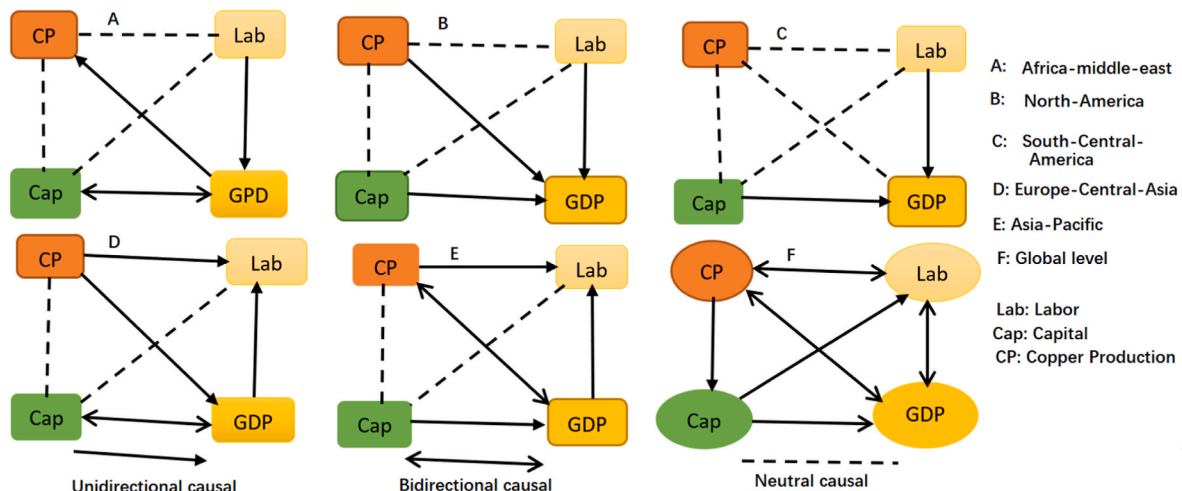 A
CP
Lab
Cap
GPD
B
CP
Lab
Cap
GDP
C
CP
Lab
Cap
GDP
D
CP
Lab
Cap
GDP
E
CP
Lab
Cap
GDP
F
CP
Lab
Cap
GDP
A: Africa-middle-east
B: North-America
C: South-Central-
America
D: Europe-Central-Asia
E: Asia-Pacific
F: Global level
Lab: Labor
Cap: Capital
CP: Copper Production
Unidirectional causal
Bidirectional causal
Neutral causal